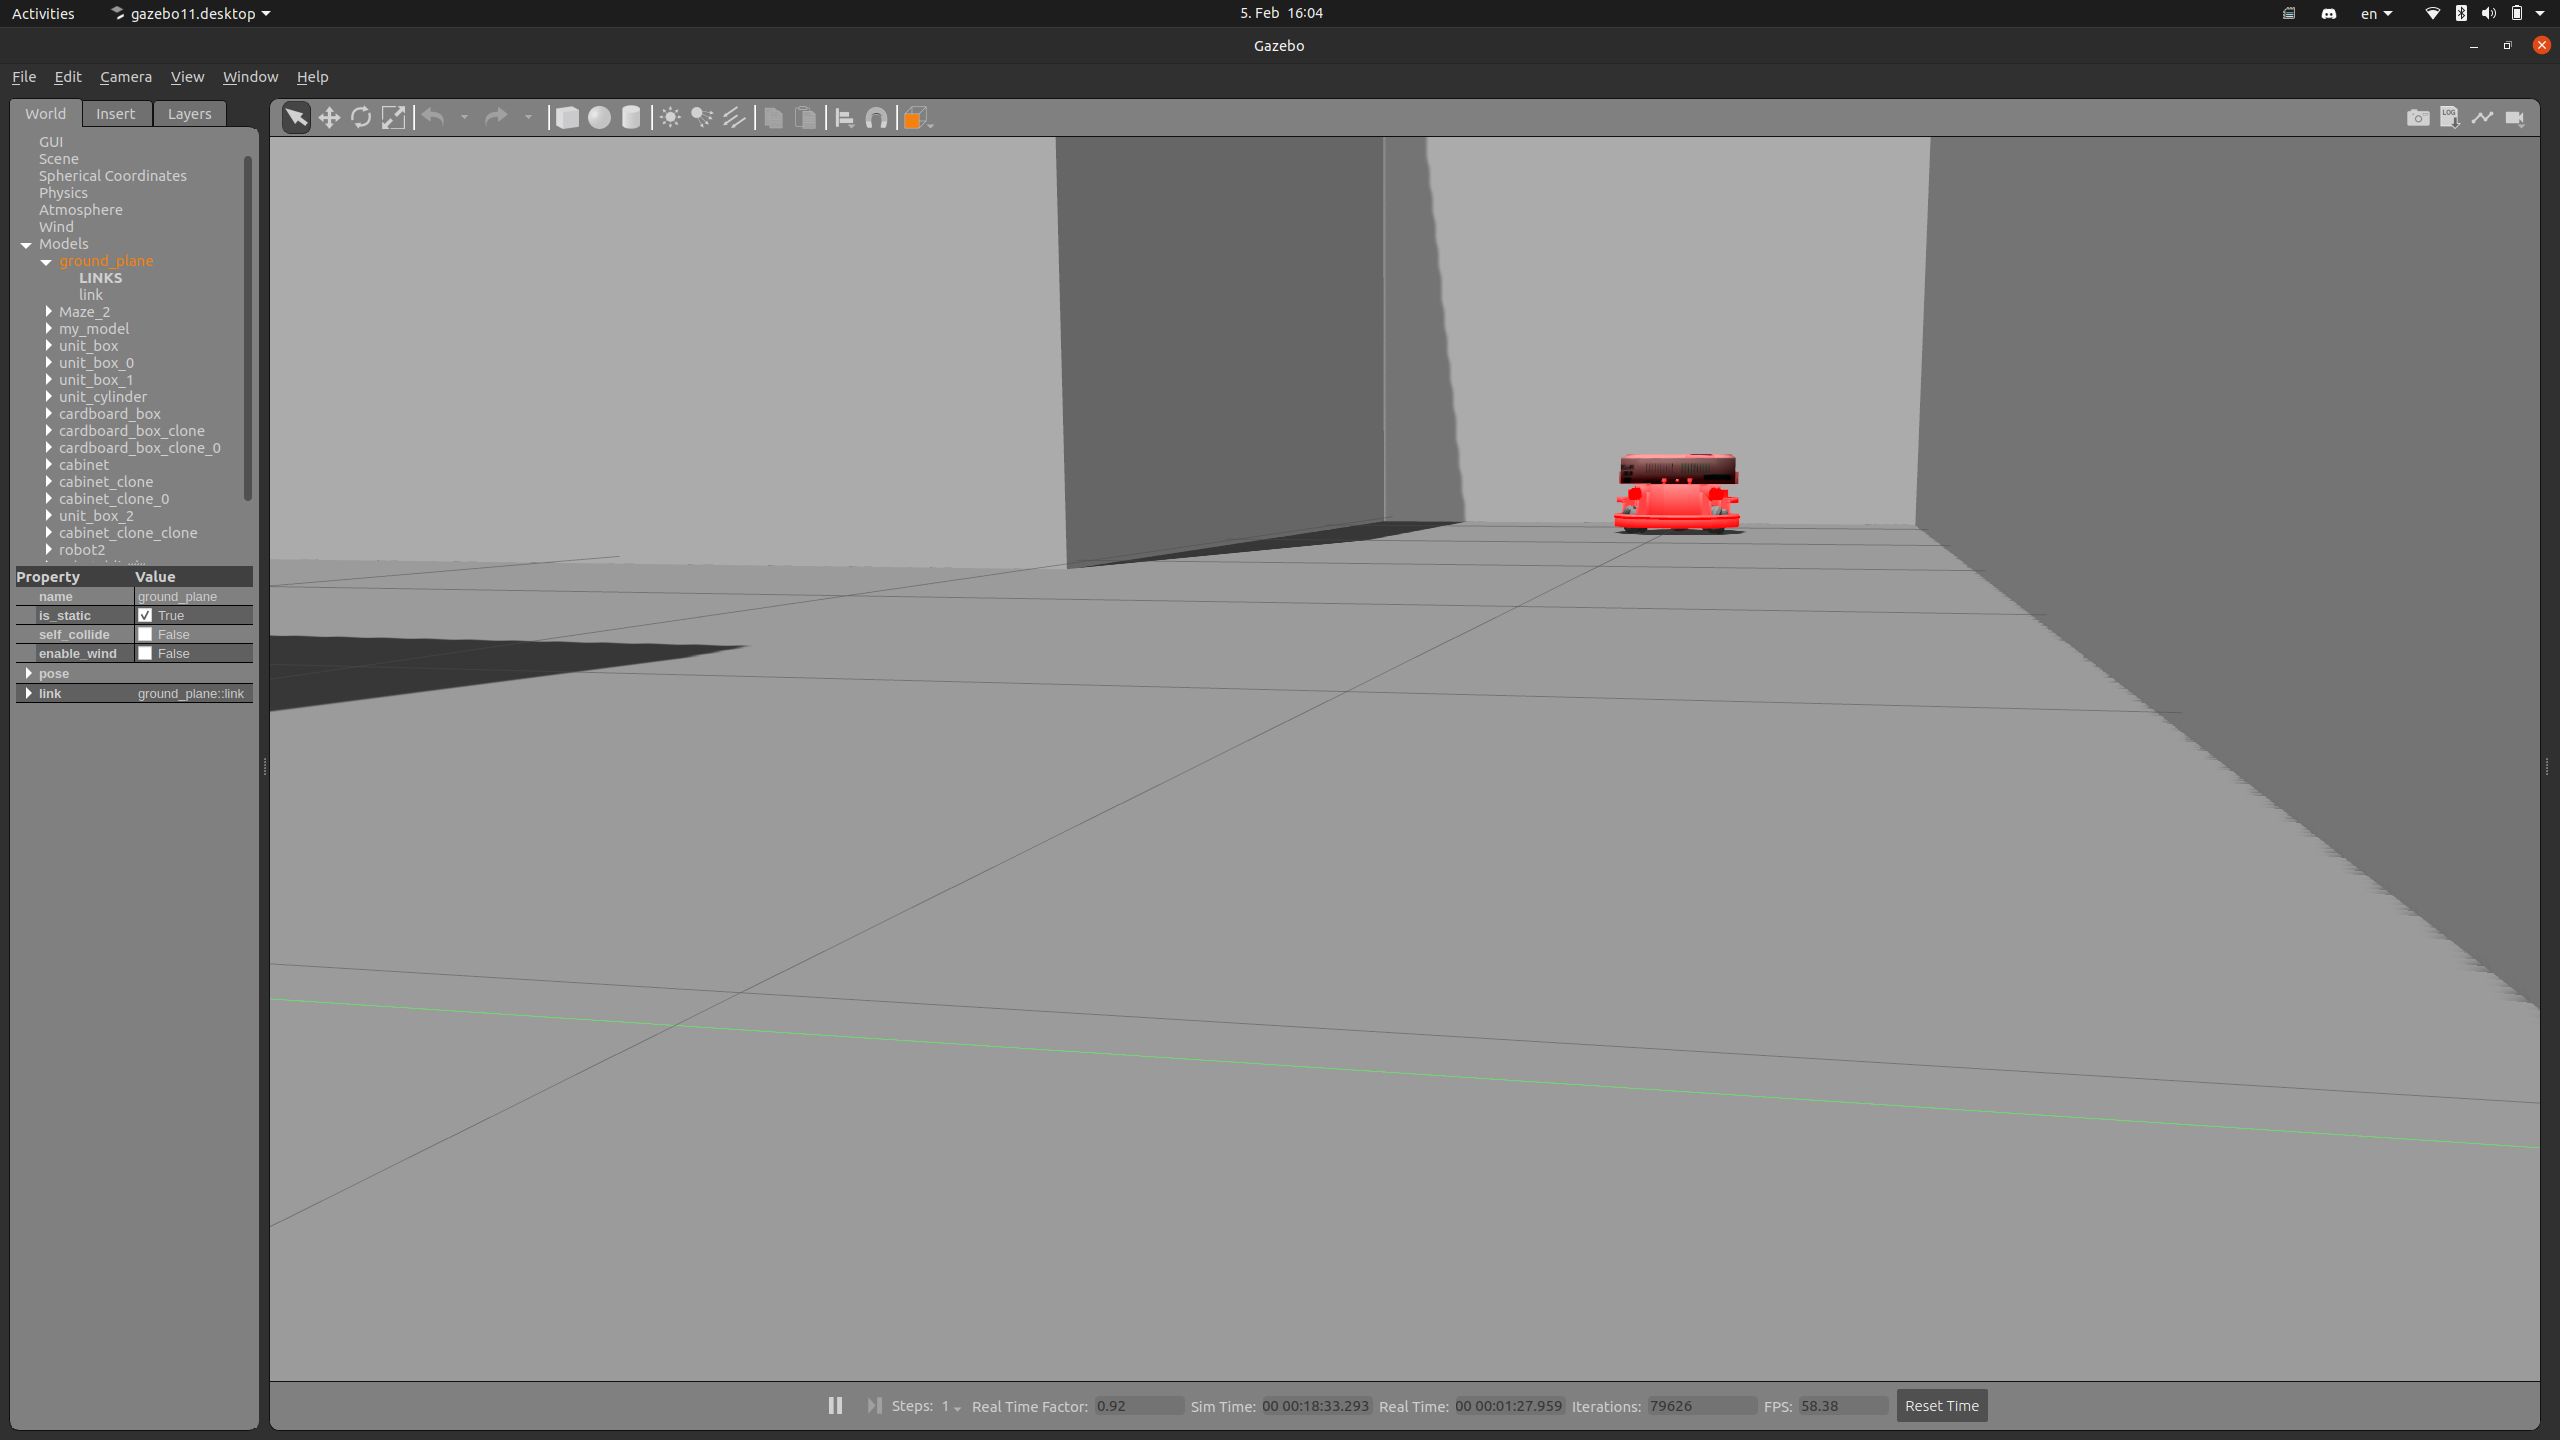 Activities gazebo11.desktop 5. Feb 16:04 en
Gazebo
File Edit Camera View Window Help
World Insert Layers
LOG
GUI
Scene
Spherical Coordinates
Physics
Atmosphere
Wind
Models
ground_plane
LINKS
link
Maze_2
my_model
unit_box
unit_box_0
unit_box_1
unit_cylinder
cardboard_box
cardboard_box_clone
cardboard_box_clone_0
cabinet
cabinet_clone
cabinet_clone_0
unit_box_2
cabinet_clone_clone
robot2
Property Value
name ground_plane
is_static True
self_collide False
enable_wind False
pose
link ground_plane::link
Steps: 1 Real Time Factor: 0.92 Sim Time: 00 00:18:33.293 Real Time: 00 00:01:27.959 Iterations: 79626 FPS: 58.38 Reset Time